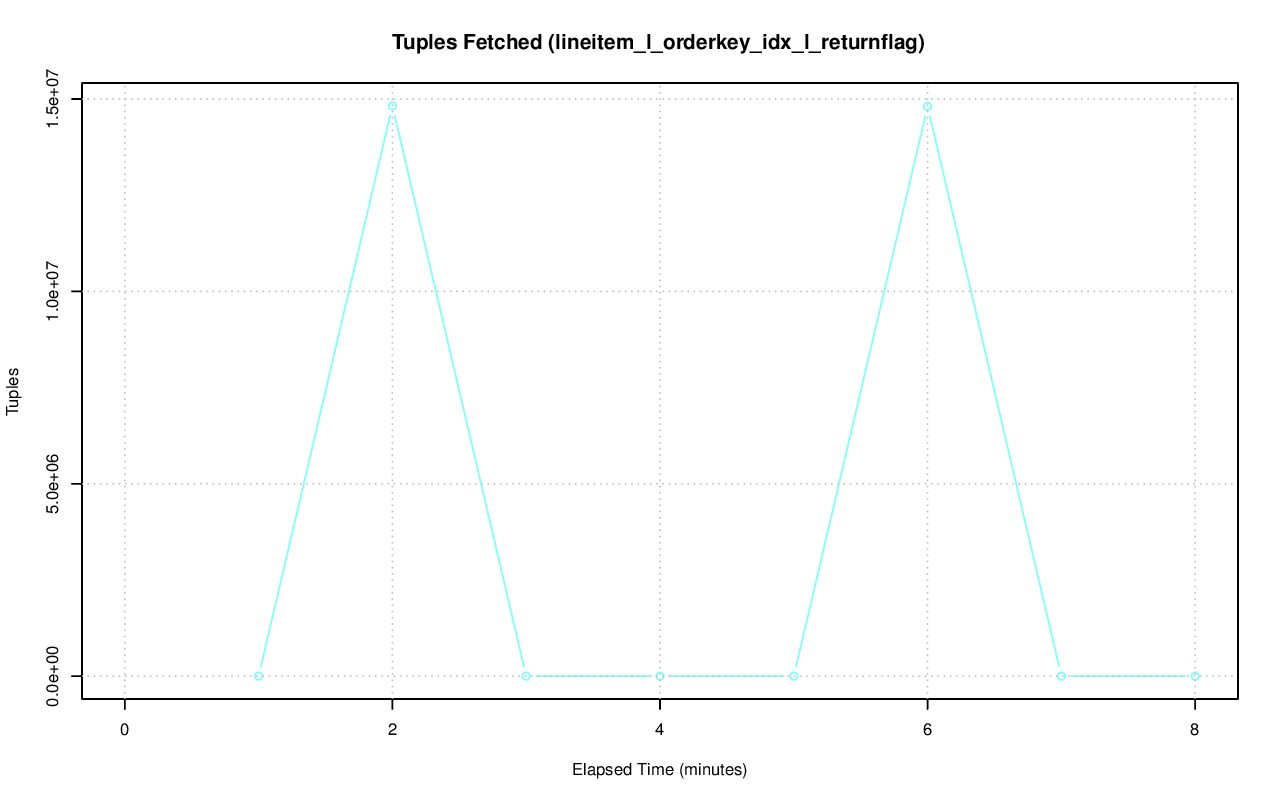 Tuples Fetched (lineitem_l_orderkey_idx_l_returnflag)
1.5e+07
1.0e+07
5.0e+06
0.0e+00
Tuples
0 2 4 6 8
Elapsed Time (minutes)